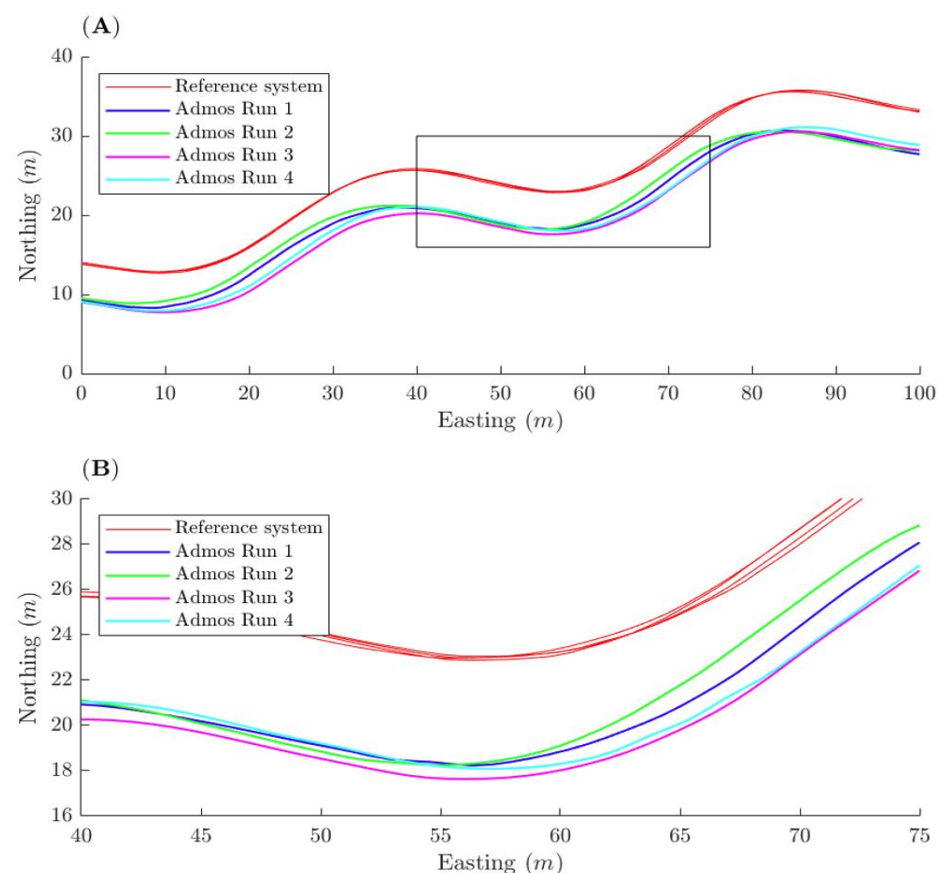 (A)
Northing (m)
40
30
20
10
0
Reference system
Admos Run 1
Admos Run 2
Admos Run 3
Admos Run 4
0 10 20 30 40 50 60 70 80 90 100
Easting (m)
(B)
Northing (m)
30
28
26
24
22
20
18
16
Reference system
Admos Run 1
Admos Run 2
Admos Run 3
Admos Run 4
40 45 50 55 60 65 70 75
Easting (m)